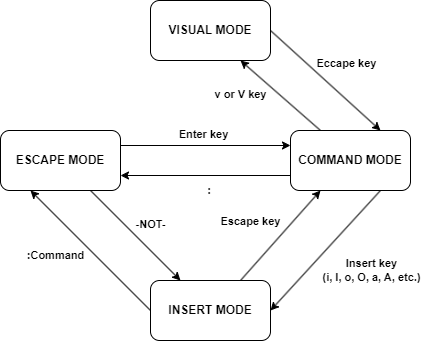 VISUAL MODE
Eccape key
v or V key
Enter key
ESCAPE MODE
COMMAND MODE
:
-NOT-
Escape key
:Command
Insert key
(i, I, o, O, a, A, etc.)
INSERT MODE